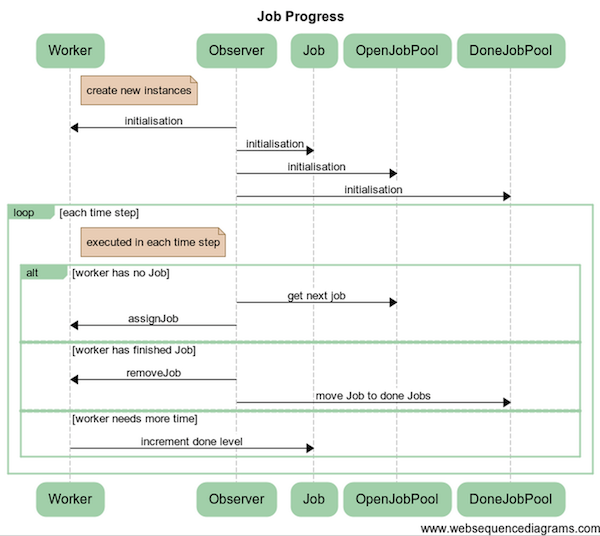 Job Progress
Worker Observer Job OpenJobPool DoneJobPool
create new instances
initialisation
initialisation
initialisation
initialisation
loop [each time step]
executed in each time step
alt [worker has no Job]
get next job
assignJob
[worker has finished Job]
removeJob
move Job to done Jobs
[worker needs more time]
increment done level
Worker Observer Job OpenJobPool DoneJobPool
www.websequencediagrams.com